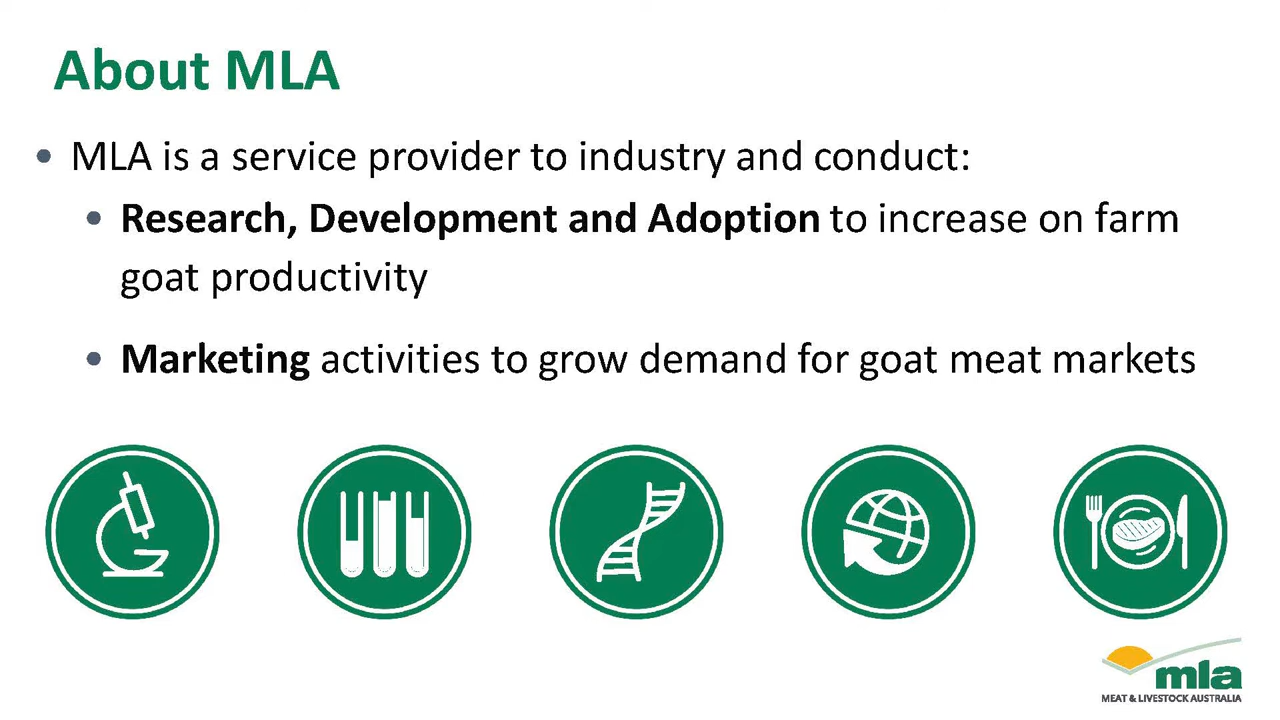 About MLA
• MLA is a service provider to industry and conduct:
• Research, Development and Adoption to increase on farm
goat productivity
• Marketing activities to grow demand for goat meat markets
mla
MEAT & LIVESTOCK AUSTRALIA